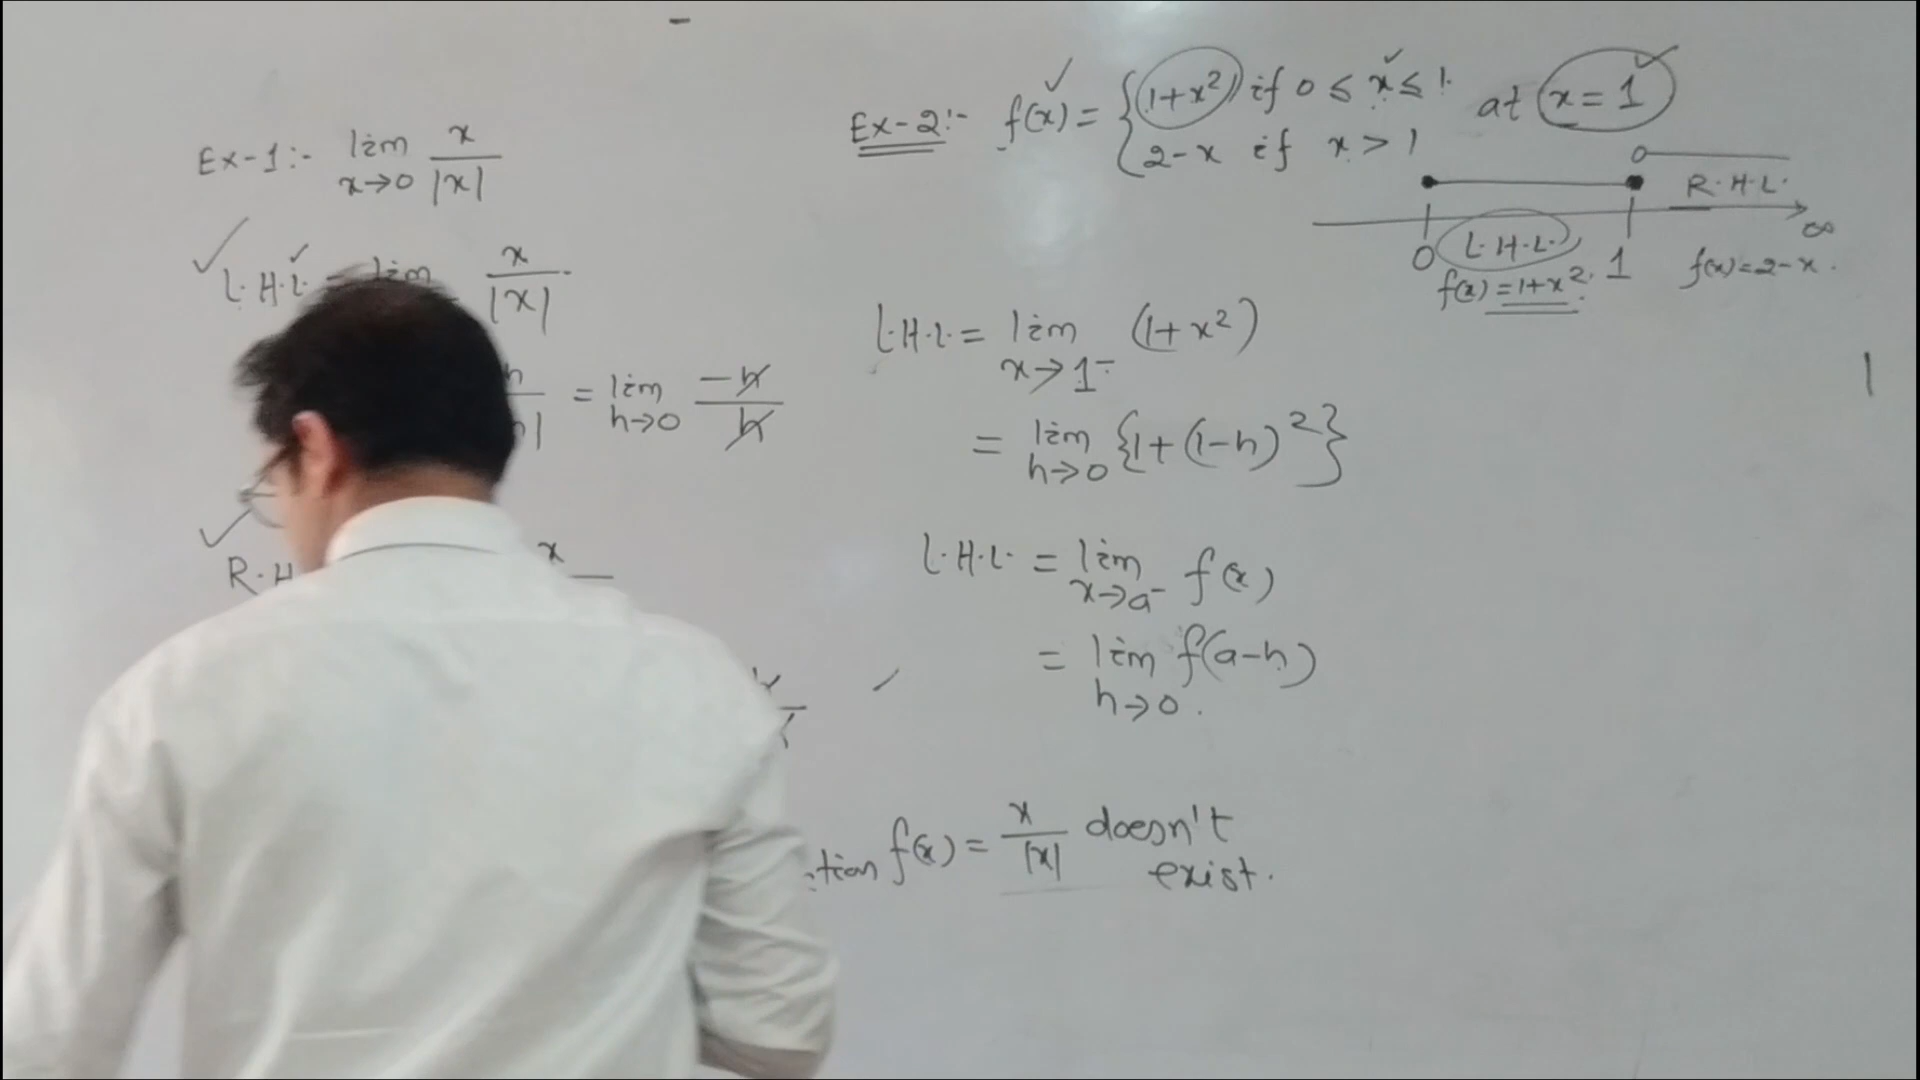 Ex-1:- lim x/|x|
x→0
L.H.L = lim x/|x|
= lim -h/h
h→0
R.H
x
f(x) = x/|x| doesn't
exist.
Ex-2:- f(x) = { 1+x² if 0 ≤ x ≤ 1 at x = 1
2-x if x > 1
R.H.L.
0 L.H.L. 1 ∞
f(x) = 1+x². f(x) = 2-x.
L.H.L. = lim (1+x²)
x→1⁻
= lim {1+(1-h)²}
h→0
L.H.L. = lim f(x)
x→a⁻
= lim f(a-h)
h→0.